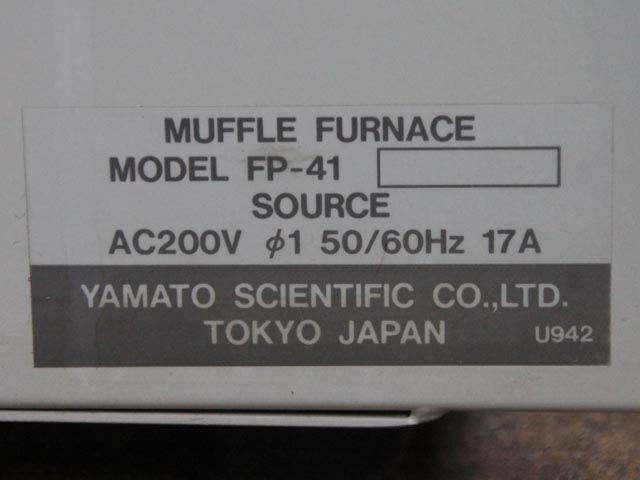 MUFFLE FURNACE
MODEL FP-41
SOURCE
AC200V ϕ1 50/60Hz 17A
YAMATO SCIENTIFIC CO.,LTD.
TOKYO JAPAN U942